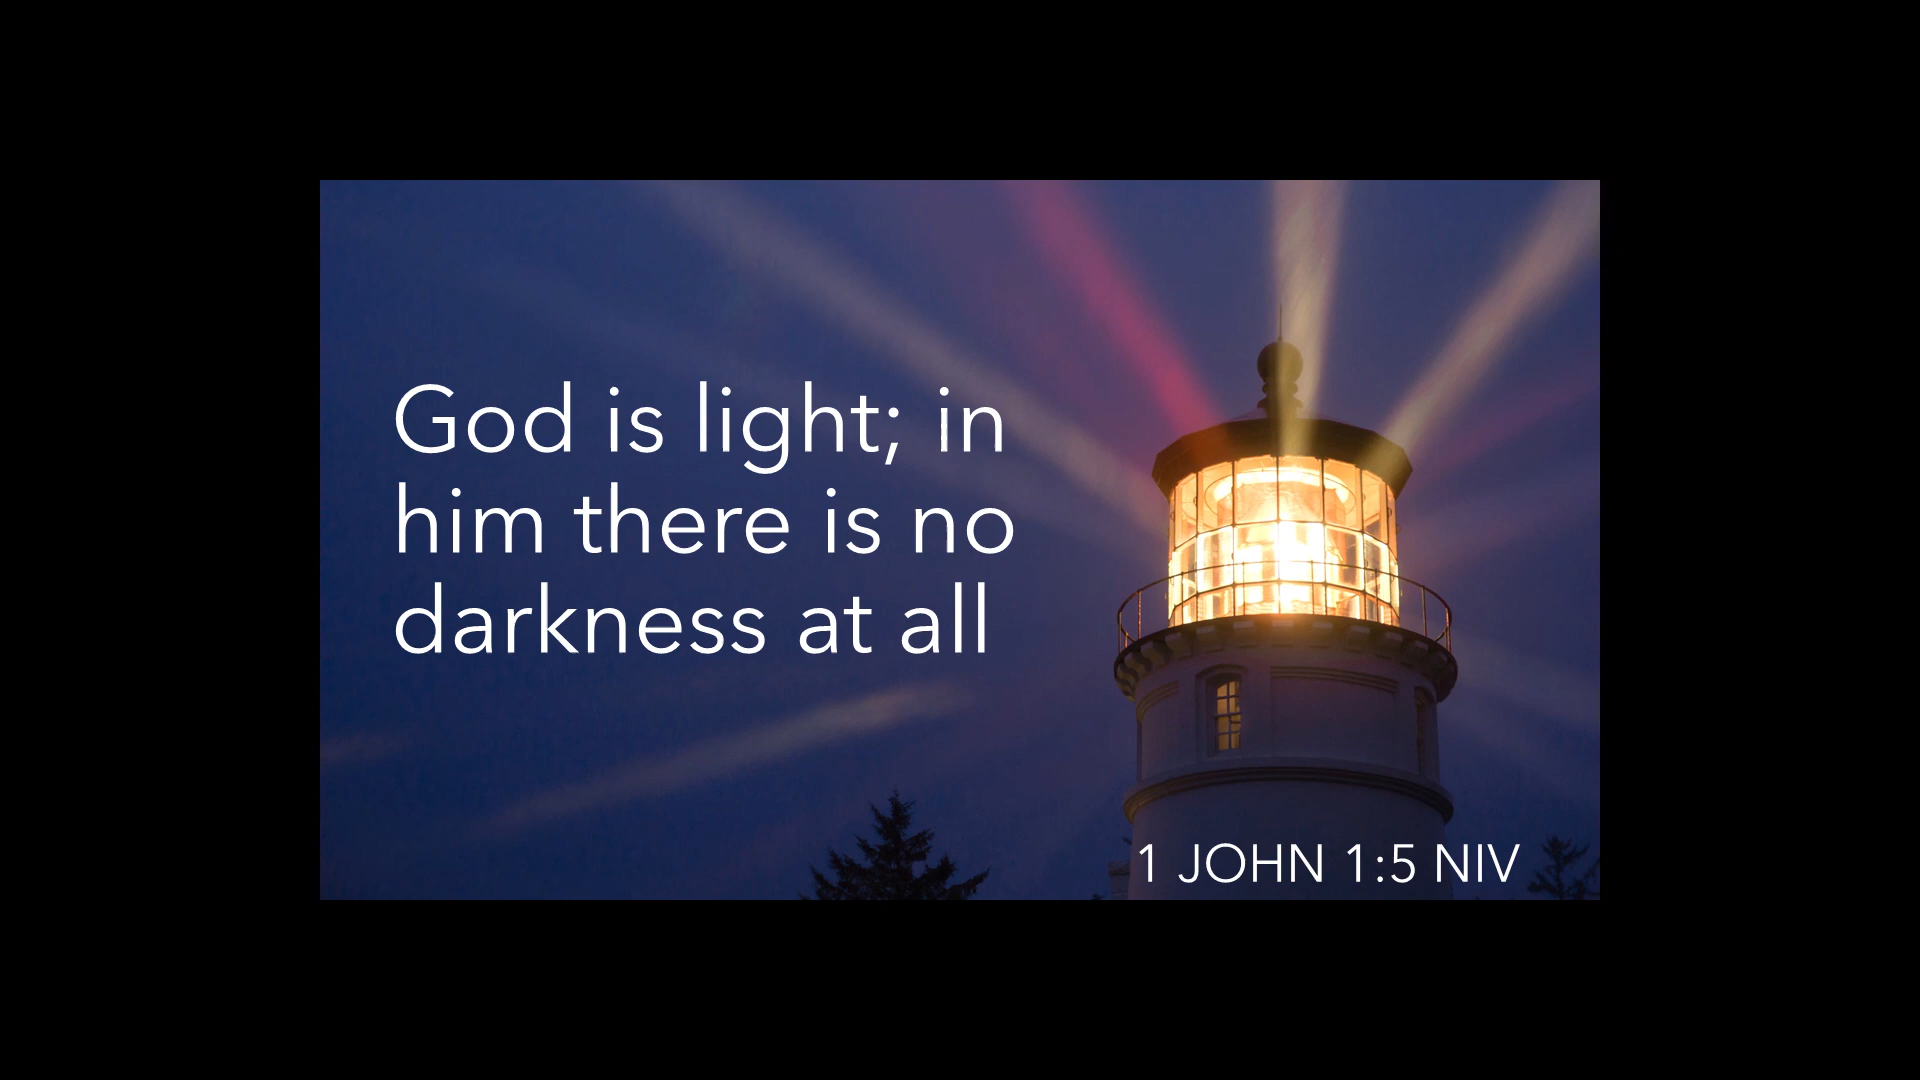 God is light; in
him there is no
darkness at all
1 JOHN 1:5 NIV